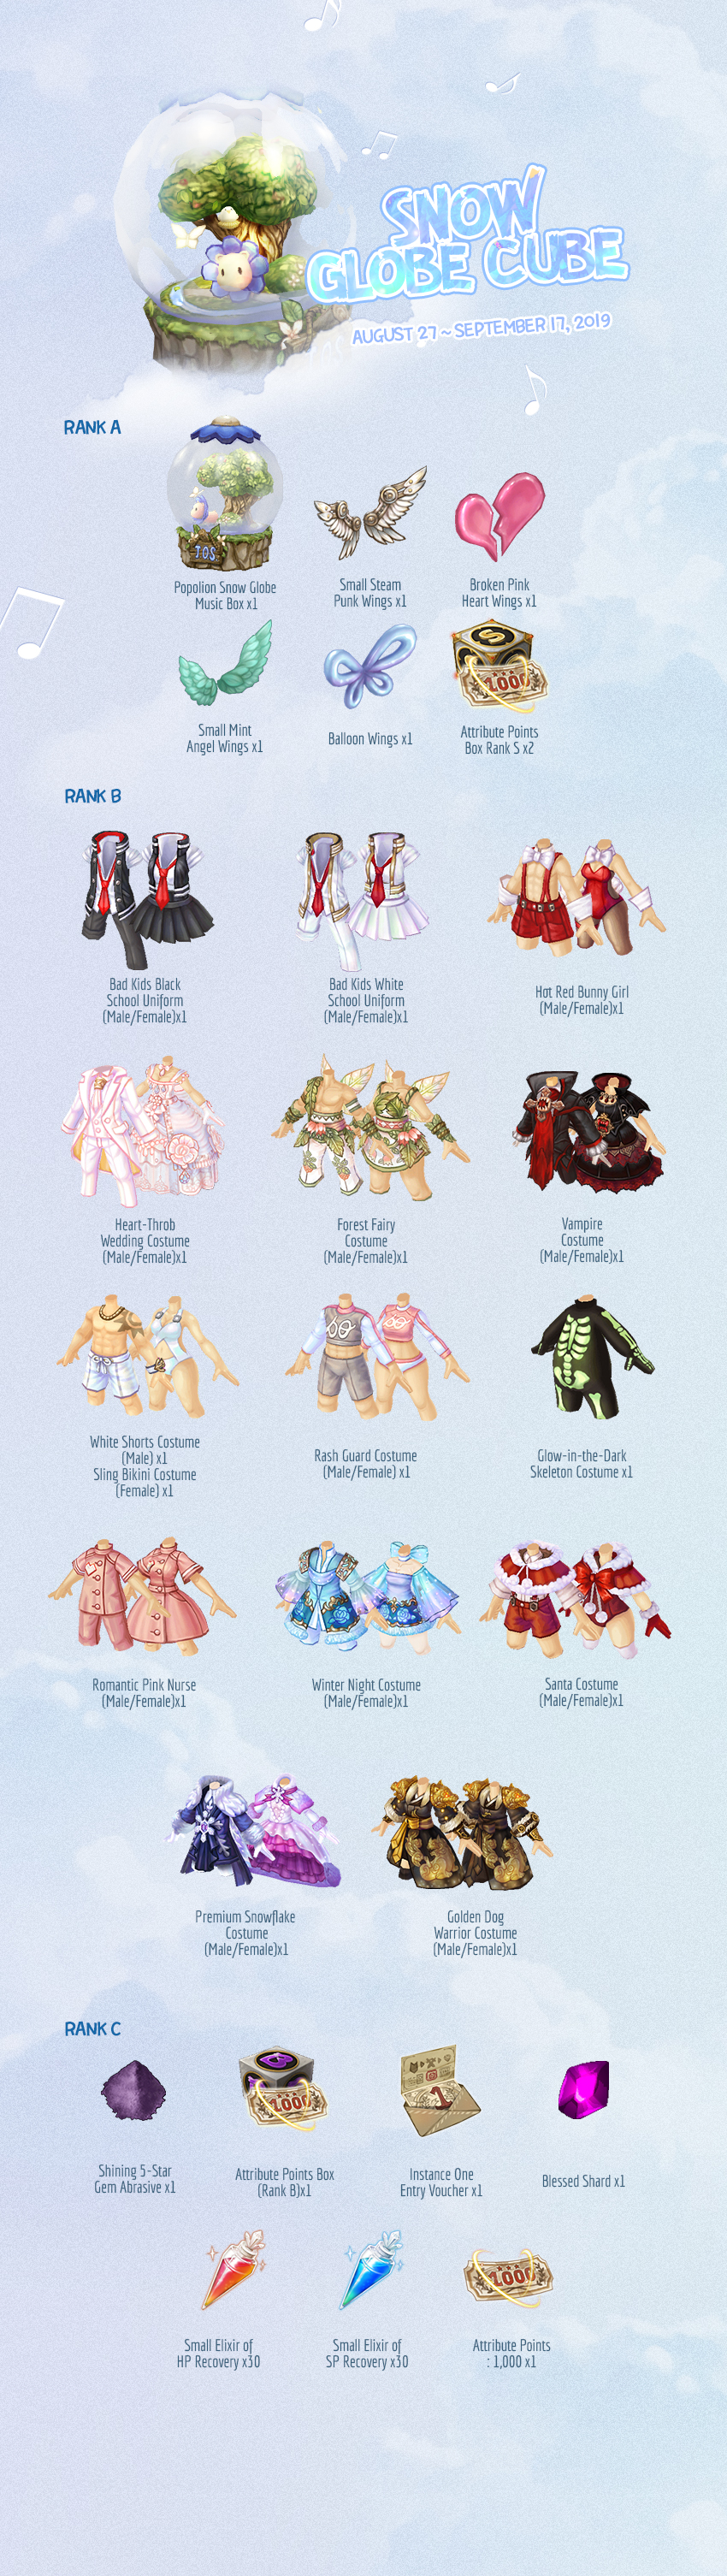 SNOW
GLOBE CUBE
AUGUST 27 ~ SEPTEMBER 17, 2019
RANK A
T.O.S
Popolion Snow Globe
Music Box x1
Small Steam
Punk Wings x1
Broken Pink
Heart Wings x1
S
1,000
Small Mint
Angel Wings x1
Balloon Wings x1
Attribute Points
Box Rank S x2
RANK B
Bad Kids Black
School Uniform
(Male/Female)x1
Bad Kids White
School Uniform
(Male/Female)x1
Hot Red Bunny Girl
(Male/Female)x1
Heart-Throb
Wedding Costume
(Male/Female)x1
Forest Fairy
Costume
(Male/Female)x1
Vampire
Costume
(Male/Female)x1
White Shorts Costume
(Male) x1
Sling Bikini Costume
(Female) x1
Rash Guard Costume
(Male/Female) x1
Glow-in-the-Dark
Skeleton Costume x1
Romantic Pink Nurse
(Male/Female)x1
Winter Night Costume
(Male/Female)x1
Santa Costume
(Male/Female)x1
Premium Snowflake
Costume
(Male/Female)x1
Golden Dog
Warrior Costume
(Male/Female)x1
RANK C
1,000
1
Shining 5-Star
Gem Abrasive x1
Attribute Points Box
(Rank B)x1
Instance One
Entry Voucher x1
Blessed Shard x1
1,000
Small Elixir of
HP Recovery x30
Small Elixir of
SP Recovery x30
Attribute Points
: 1,000 x1